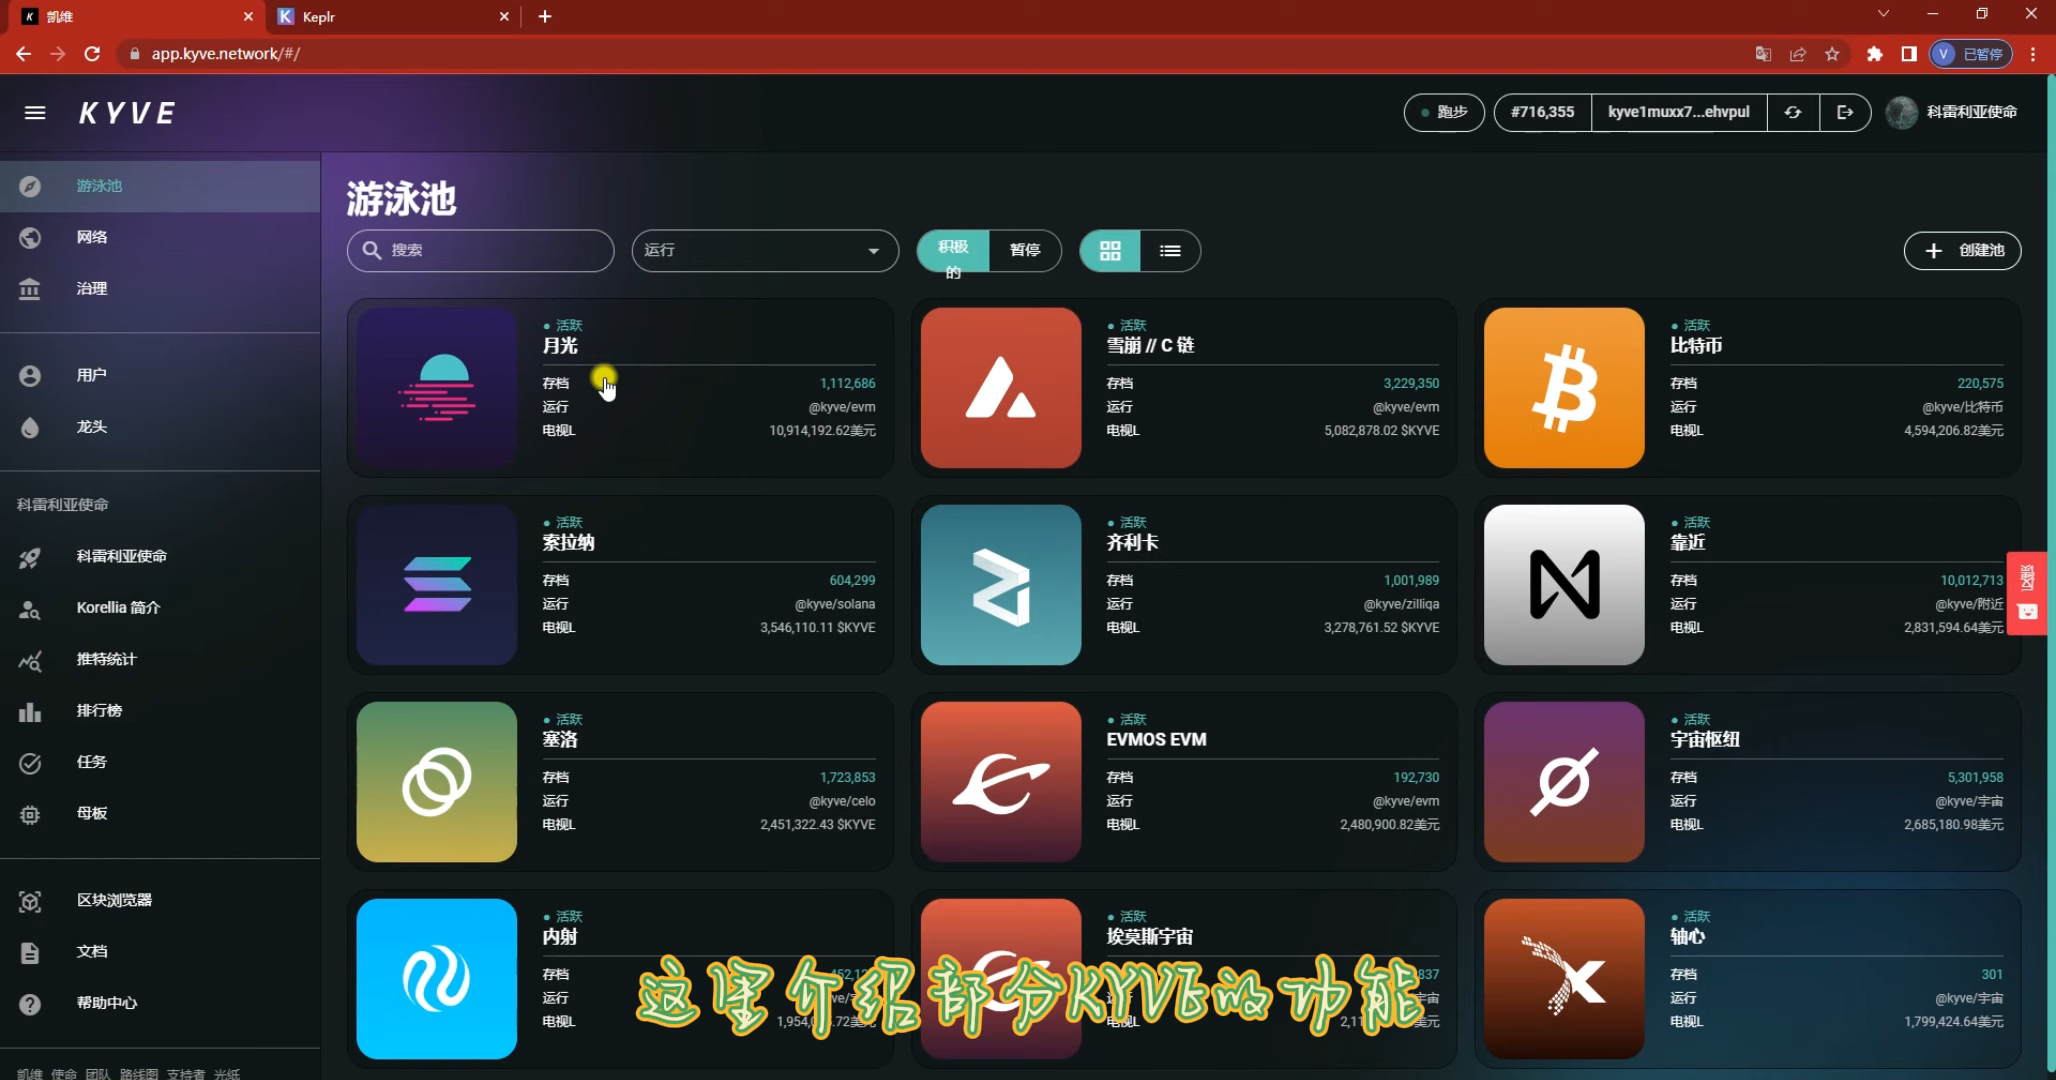 凯维
Keplr
app.kyve.network/#/
V 已暂停
KYVE
跑步
#716,355
kyve1muxx7...ehvpul
科雷利亚使命
游泳池
网络
治理
用户
龙头
科雷利亚使命
科雷利亚使命
Korellia 简介
推特统计
排行榜
任务
母板
区块浏览器
文档
帮助中心
凯维 使命 团队 路线图 支持者 光纸
游泳池
搜索
运行
积极的
暂停
创建池
活跃
月光
存档 1,112,686
运行 @kyve/evm
电视L 10,914,192.62美元
活跃
雪崩 // C 链
存档 3,229,350
运行 @kyve/evm
电视L 5,082,878.02 $KYVE
活跃
比特币
存档 220,575
运行 @kyve/比特币
电视L 4,594,206.82美元
活跃
索拉纳
存档 604,299
运行 @kyve/solana
电视L 3,546,110.11 $KYVE
活跃
齐利卡
存档 1,001,989
运行 @kyve/zilliqa
电视L 3,278,761.52 $KYVE
活跃
靠近
存档 10,012,713
运行 @kyve/附近
电视L 2,831,594.64美元
反馈
活跃
塞洛
存档 1,723,853
运行 @kyve/celo
电视L 2,451,322.43 $KYVE
活跃
EVMOS EVM
存档 192,730
运行 @kyve/evm
电视L 2,480,900.82美元
活跃
宇宙枢纽
存档 5,301,958
运行 @kyve/宇宙
电视L 2,685,180.98美元
活跃
内射
存档
运行
电视L
活跃
埃莫斯宇宙
837
宇宙
电视L
活跃
轴心
存档 301
运行 @kyve/宇宙
电视L 1,799,424.64美元
这里介绍部分KYVE的功能